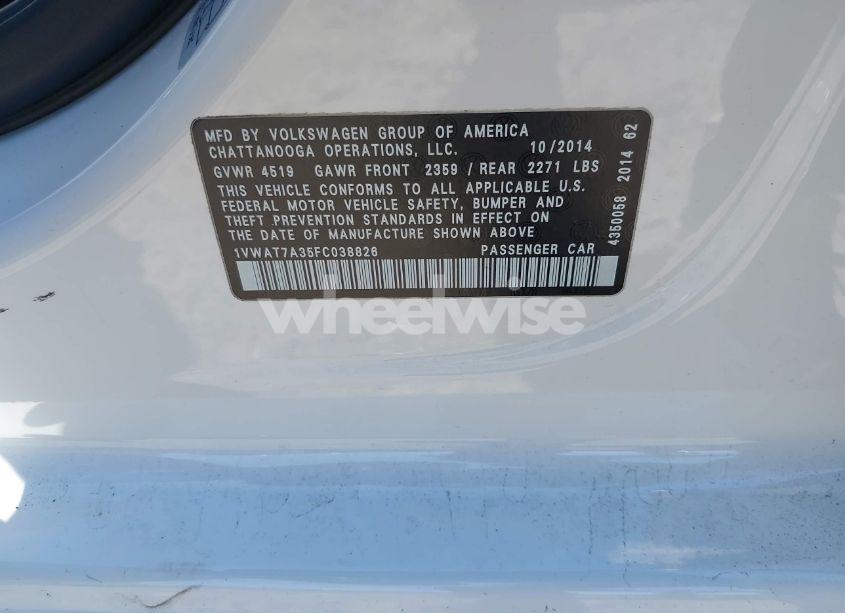 MFD BY VOLKSWAGEN GROUP OF AMERICA
CHATTANOOGA OPERATIONS, LLC. 10/2014
GVWR 4519 GAWR FRONT 2359 / REAR 2271 LBS
THIS VEHICLE CONFORMS TO ALL APPLICABLE U.S.
FEDERAL MOTOR VEHICLE SAFETY, BUMPER AND
THEFT PREVENTION STANDARDS IN EFFECT ON
THE DATE OF MANUFACTURE SHOWN ABOVE
1VWAT7A35FC038826 PASSENGER CAR
4350058 2014 62
wheelwise